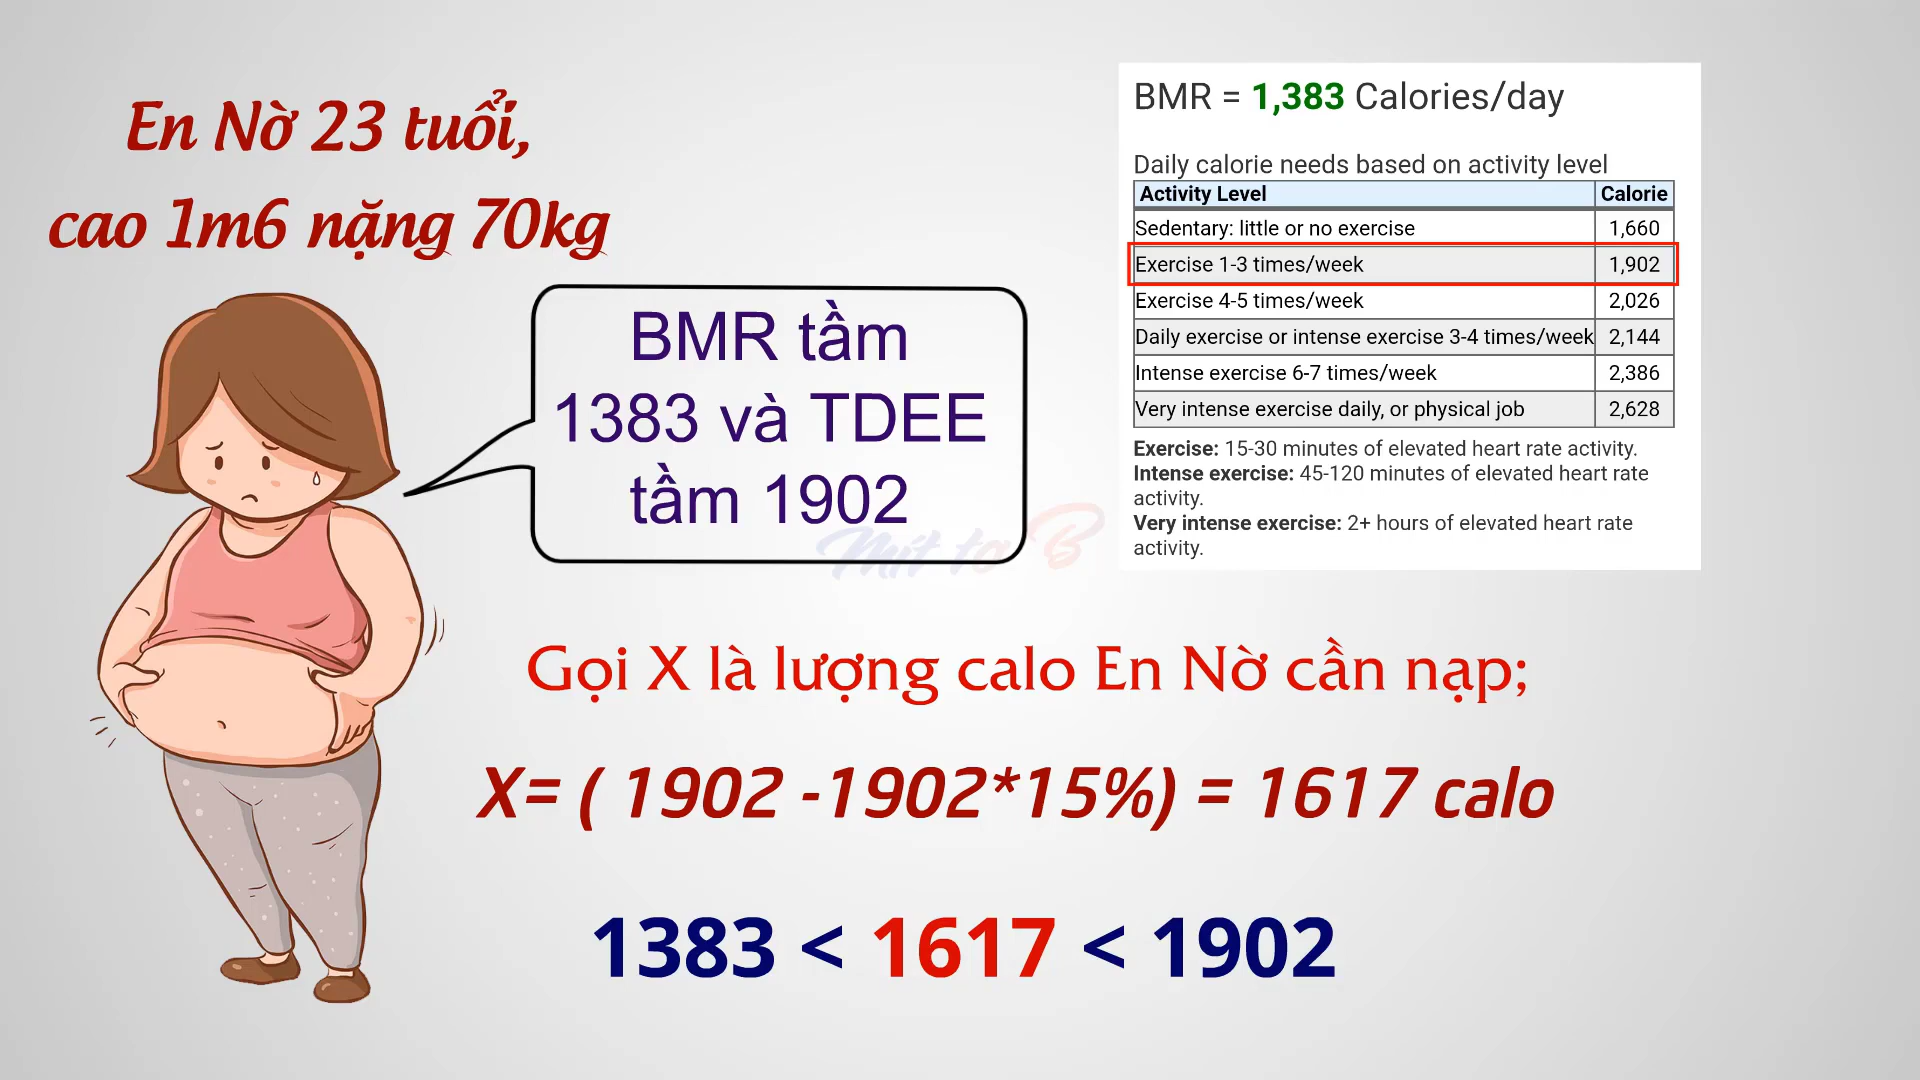 En Nờ 23 tuổi,
cao 1m6 nặng 70kg
BMR tầm
1383 và TDEE
tầm 1902
BMR = 1,383 Calories/day
Daily calorie needs based on activity level
Activity Level Calorie
Sedentary: little or no exercise 1,660
Exercise 1-3 times/week 1,902
Exercise 4-5 times/week 2,026
Daily exercise or intense exercise 3-4 times/week 2,144
Intense exercise 6-7 times/week 2,386
Very intense exercise daily, or physical job 2,628
Exercise: 15-30 minutes of elevated heart rate activity.
Intense exercise: 45-120 minutes of elevated heart rate
activity.
Very intense exercise: 2+ hours of elevated heart rate
activity.
Mít tơ B
Gọi X là lượng calo En Nờ cần nạp;
X= ( 1902 -1902*15%) = 1617 calo
1383 < 1617 < 1902